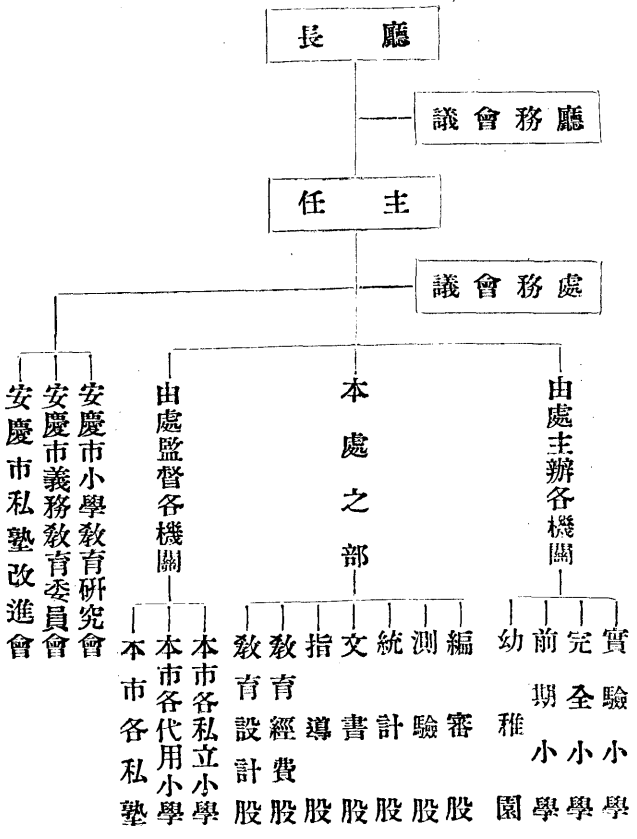 廳長
廳務會議
主任
處務會議
由處主辦各機關
本處之部
由處監督各機關
安慶市小學敎育硏究會
安慶市義務敎育委員會
安慶市私塾改進會
實驗小學
完全小學
前期小學
幼稚園
編審股
測驗股
統計股
文書股
指導股
敎育經費股
敎育設計股
本市各私立小學
本市各代用小學
本市各私塾